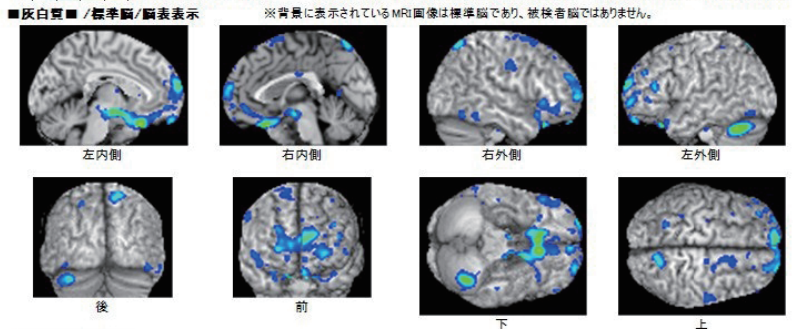 ■灰白質■ /標準脳/脳表表示 ※背景に表示されているMRI画像は標準脳であり、被検者脳ではありません。
左内側 右内側 右外側 左外側
後 前 下 上